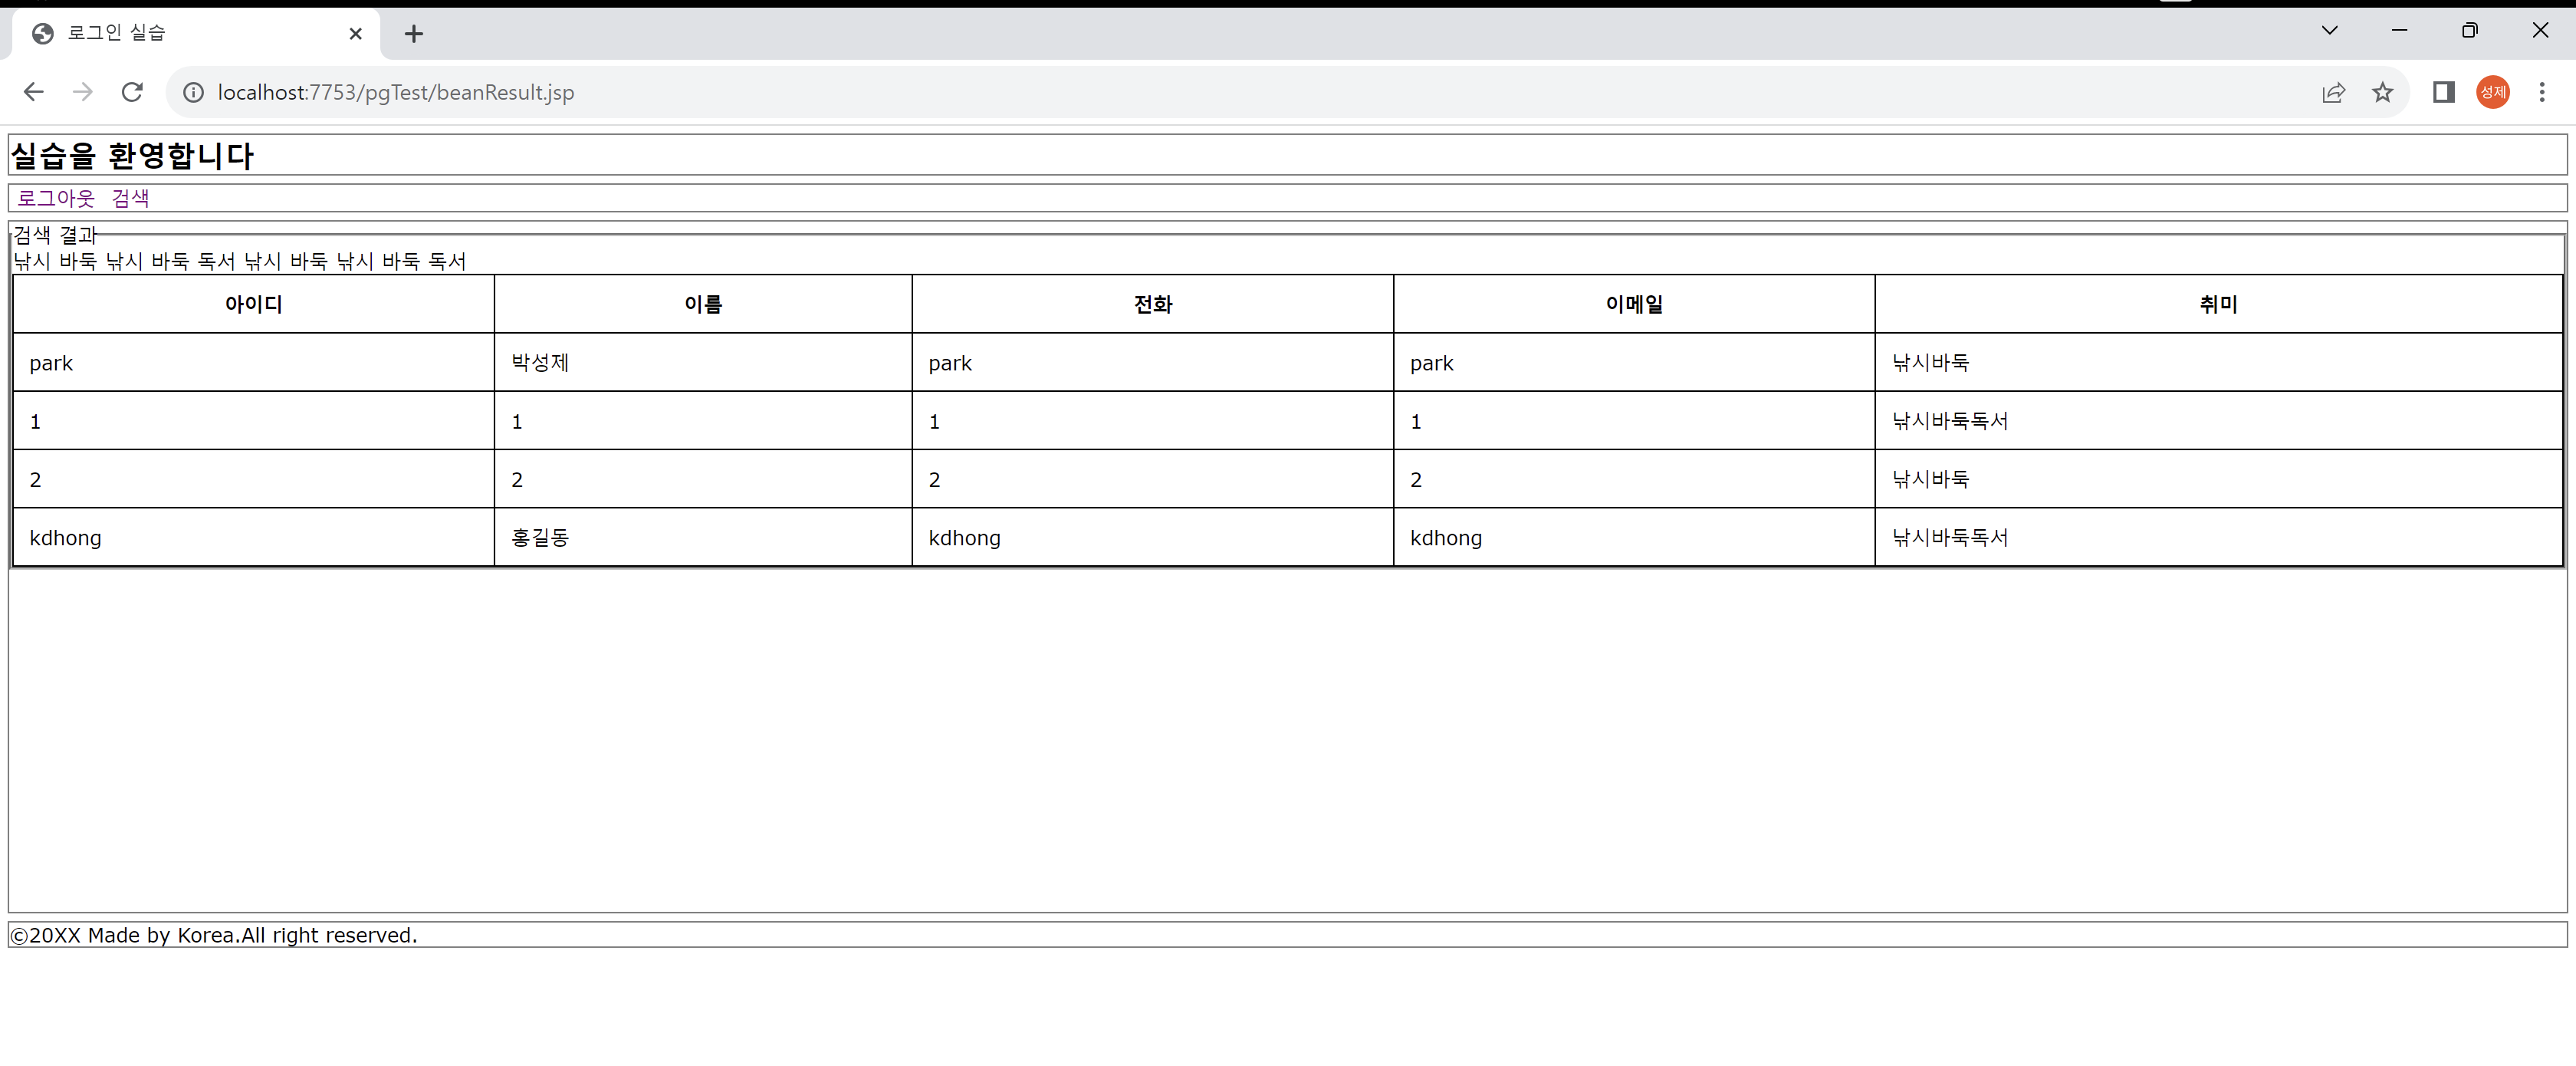 로그인 실습
localhost:7753/pgTest/beanResult.jsp
성제
실습을 환영합니다
로그아웃 검색
검색 결과
낚시 바둑 낚시 바둑 독서 낚시 바둑 낚시 바둑 독서
아이디 이름 전화 이메일 취미
park 박성제 park park 낚시바둑
1 1 1 1 낚시바둑독서
2 2 2 2 낚시바둑
kdhong 홍길동 kdhong kdhong 낚시바둑독서
©20XX Made by Korea.All right reserved.